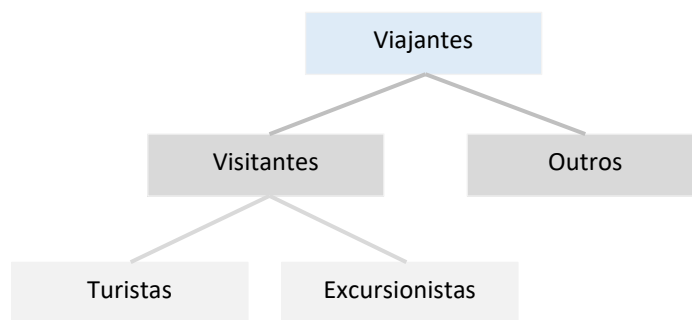 Viajantes
Visitantes
Outros
Turistas
Excursionistas